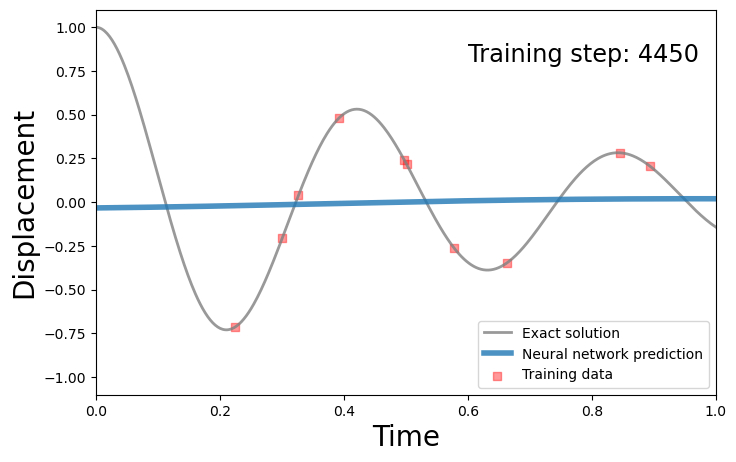 Training step: 4450
Displacement
1.00
0.75
0.50
0.25
0.00
−0.25
−0.50
−0.75
−1.00
Exact solution
Neural network prediction
Training data
0.0 0.2 0.4 0.6 0.8 1.0
Time